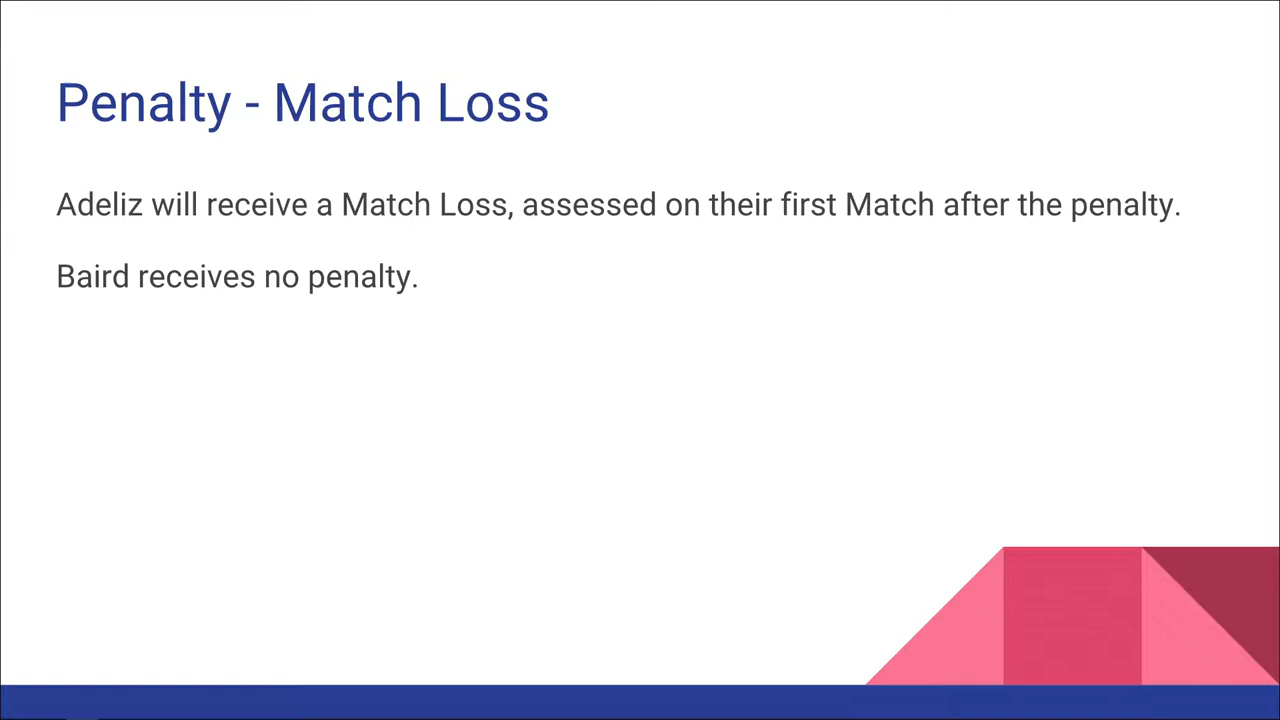 Penalty - Match Loss
Adeliz will receive a Match Loss, assessed on their first Match after the penalty.
Baird receives no penalty.